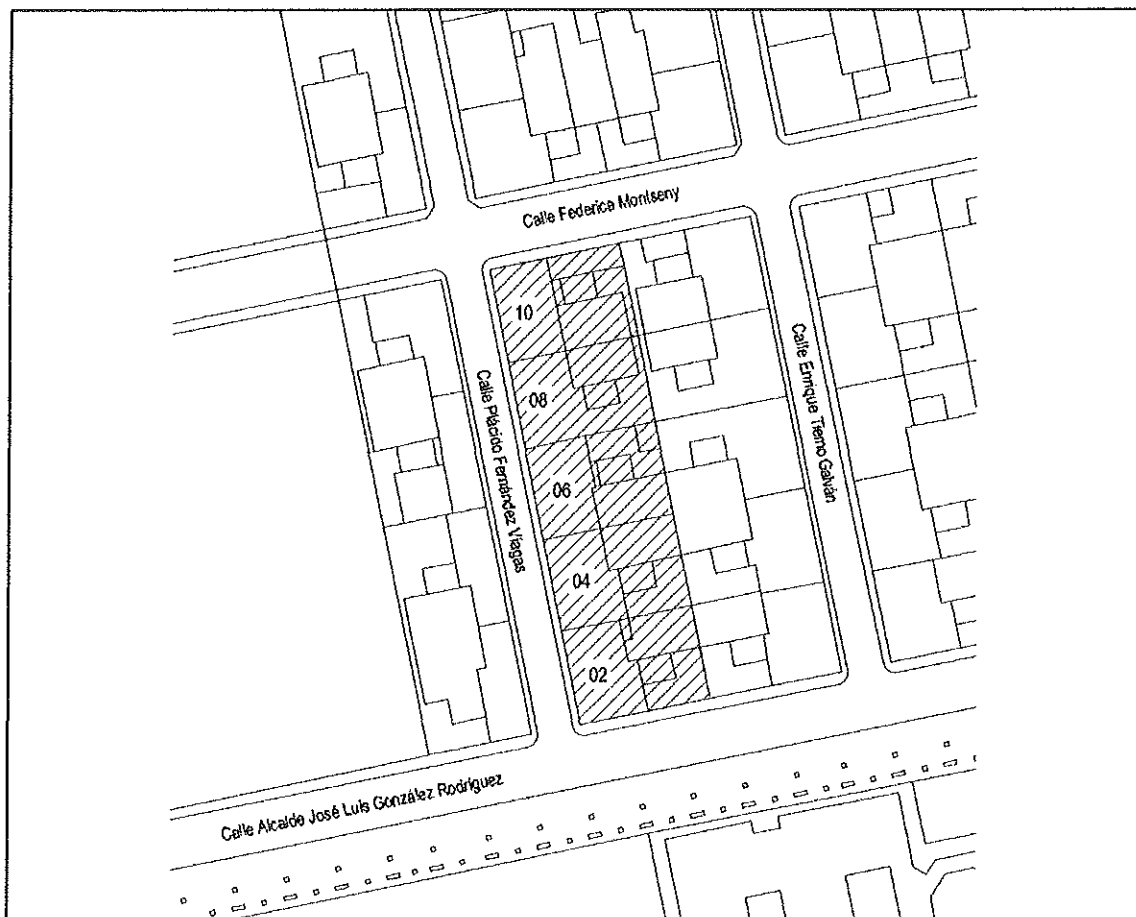 Calle Federica Montseny
10
Calle Enrique Tierno Galván
Calle Plácido Fernández Viagas
08
06
04
02
Calle Alcalde José Luis González Rodríguez